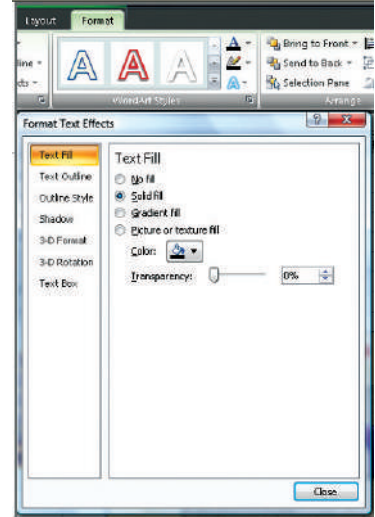 Layout Format
A A A A Bring to Front
line Send to Back
cts A Selection Pane
WordArt Styles Arrange
Format Text Effects
Text Fill
Text Outline
Outline Style
Shadow
3-D Format
3-D Rotation
Text Box
Text Fill
No fill
Solid fill
Gradient fill
Picture or texture fill
Color:
Transparency: 0%
Close